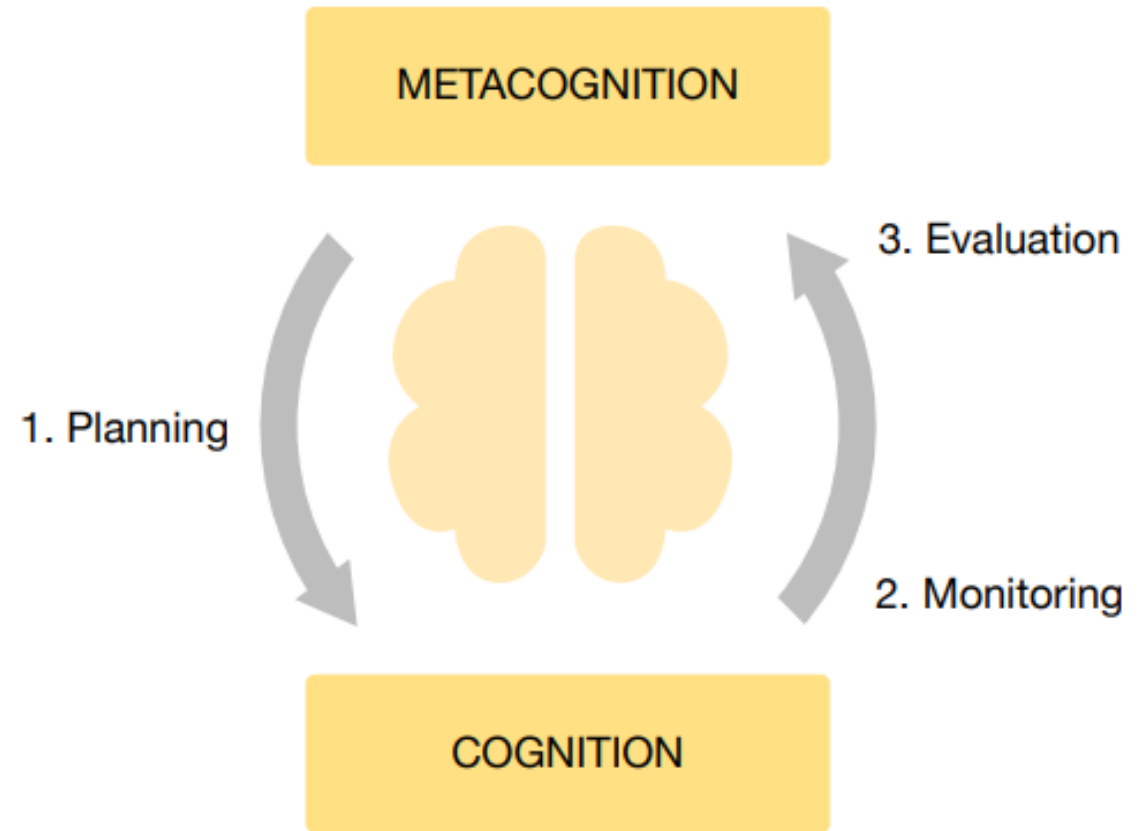 METACOGNITION
3. Evaluation
1. Planning
2. Monitoring
COGNITION